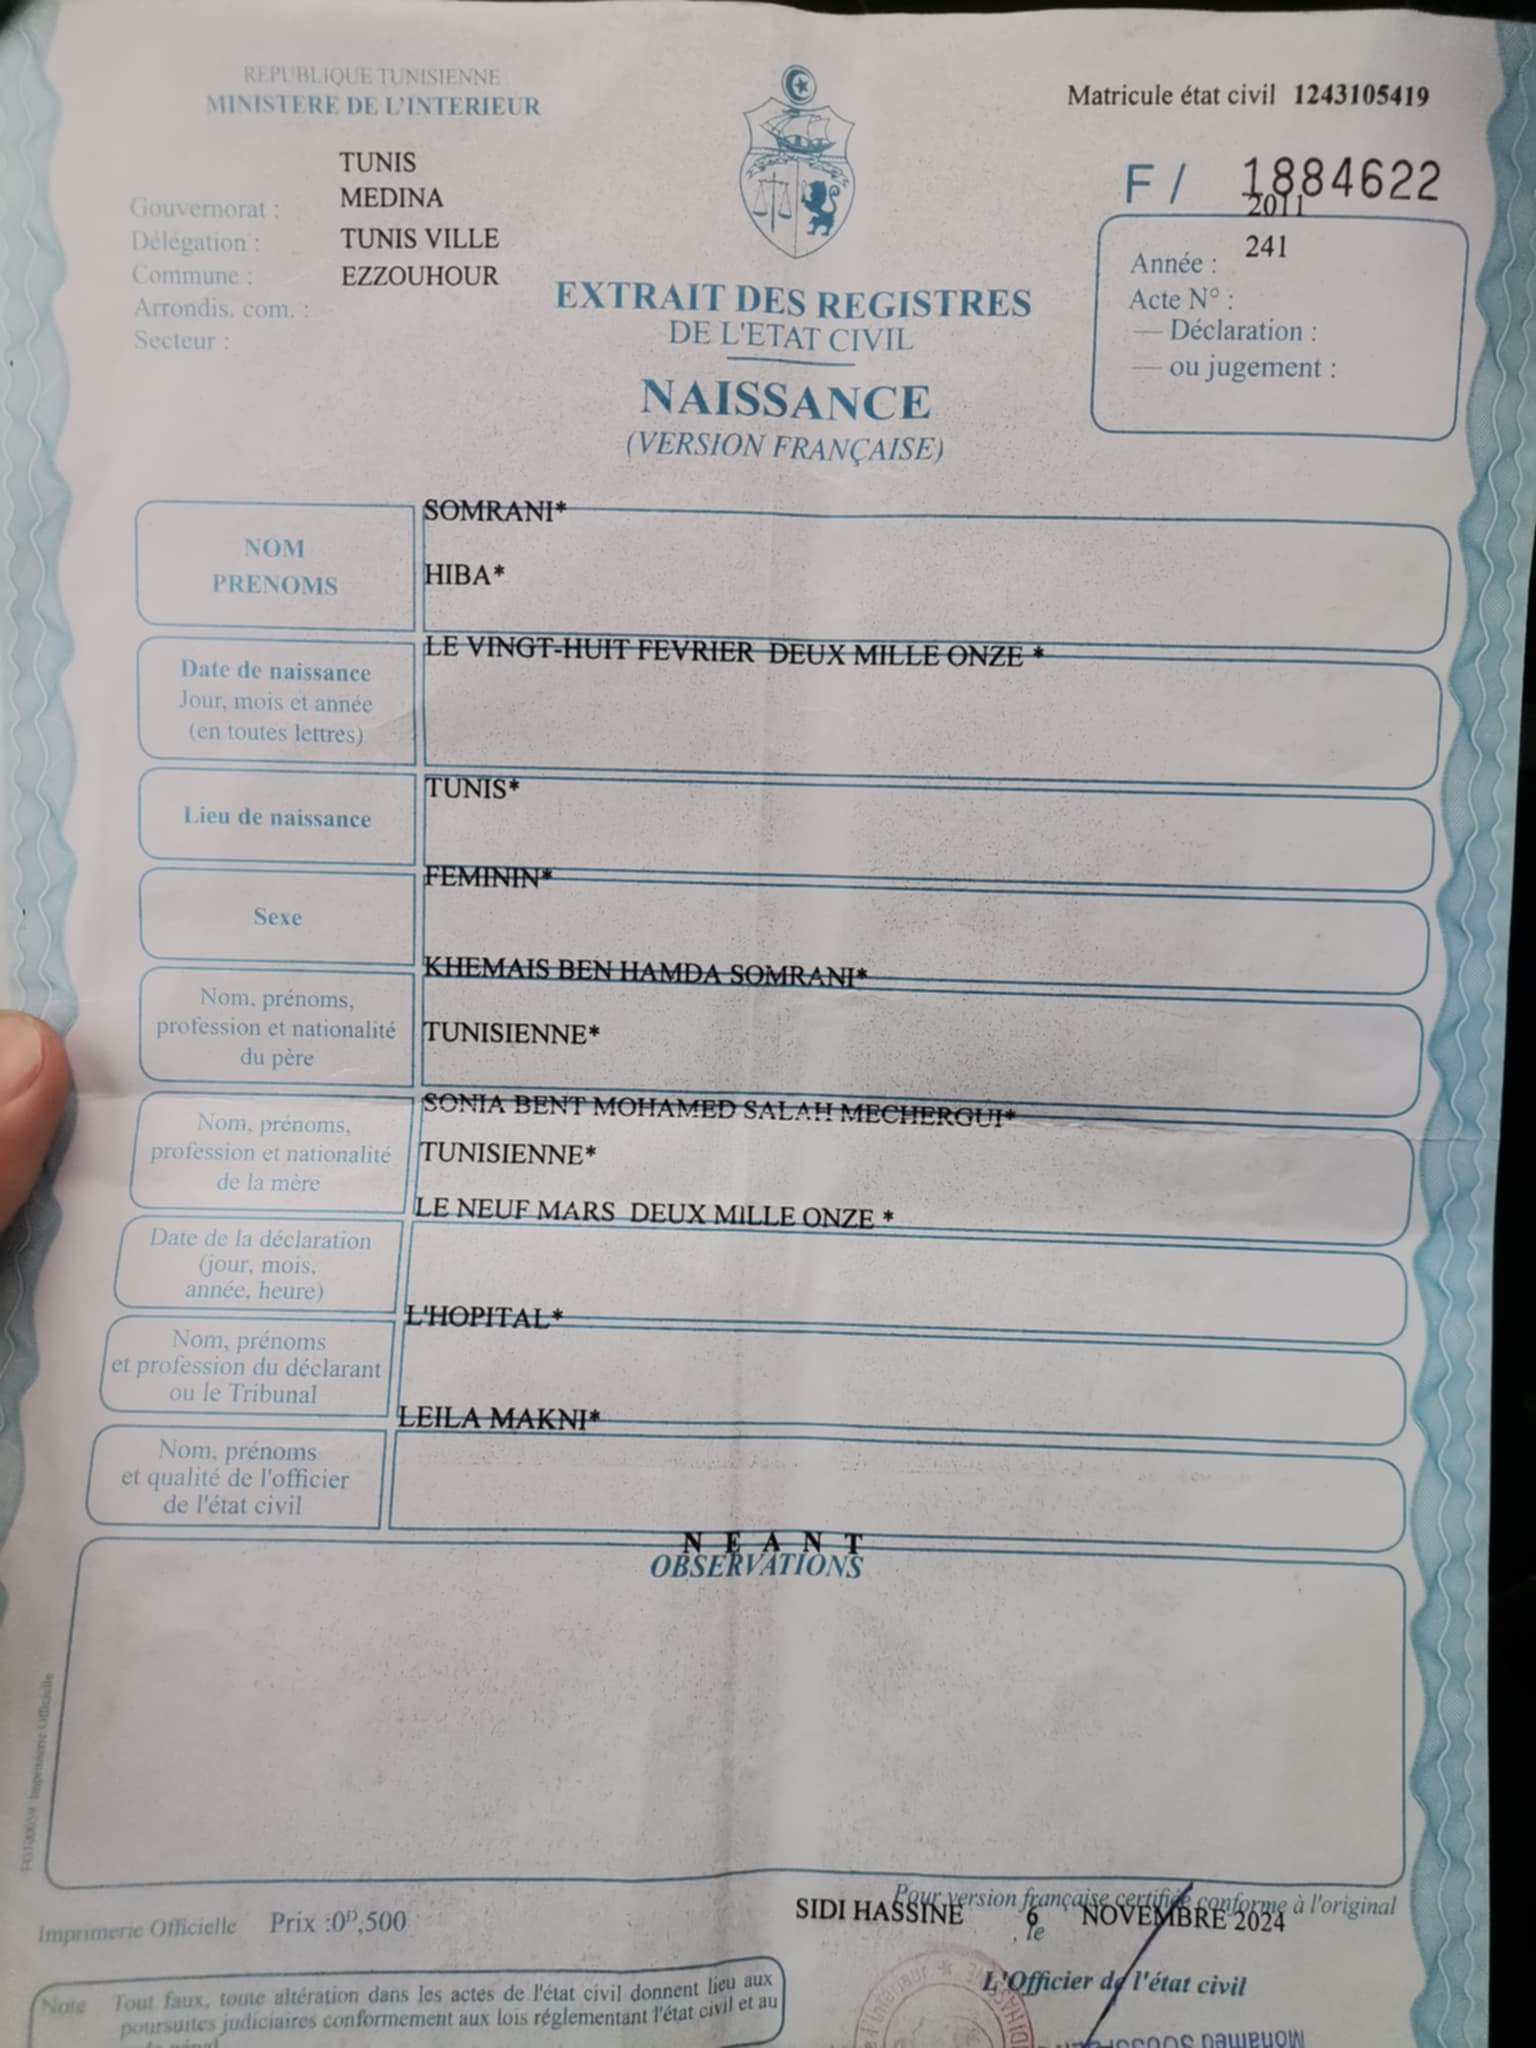 REPUBLIQUE TUNISIENNE
MINISTERE DE L'INTERIEUR
Matricule état civil 1243105419
F / 1884622
TUNIS
MEDINA
Gouvernorat :
Délégation : TUNIS VILLE
Commune : EZZOUHOUR
Arrondis. com. :
Secteur :
2011
241
Année :
Acte N° :
— Déclaration :
— ou jugement :
EXTRAIT DES REGISTRES
DE L'ETAT CIVIL
NAISSANCE
(VERSION FRANÇAISE)
SOMRANI*
NOM
PRENOMS
HIBA*
LE VINGT-HUIT FEVRIER DEUX MILLE ONZE *
Date de naissance
Jour, mois et année
(en toutes lettres)
TUNIS*
Lieu de naissance
FEMININ*
Sexe
KHEMAIS BEN HAMDA SOMRANI*
Nom, prénoms,
profession et nationalité
du père
TUNISIENNE*
SONIA BENT MOHAMED SALAH MECHERGUI*
Nom, prénoms,
profession et nationalité
de la mère
TUNISIENNE*
LE NEUF MARS DEUX MILLE ONZE *
Date de la déclaration
(jour, mois,
année, heure)
L'HOPITAL*
Nom, prénoms
et profession du déclarant
ou le Tribunal
LEILA MAKNI*
Nom, prénoms
et qualité de l'officier
de l'état civil
N E A N T
OBSERVATIONS
Imprimerie Officielle
Imprimerie Officielle Prix :0ᴰ,500
Pour version française certifiée conforme à l'original
SIDI HASSINE , le 6 NOVEMBRE 2024
L'Officier de l'état civil
Mohamed
Note Tout faux, toute altération dans les actes de l'état civil donnent lieu aux
poursuites judiciaires conformement aux lois réglementant l'état civil et au